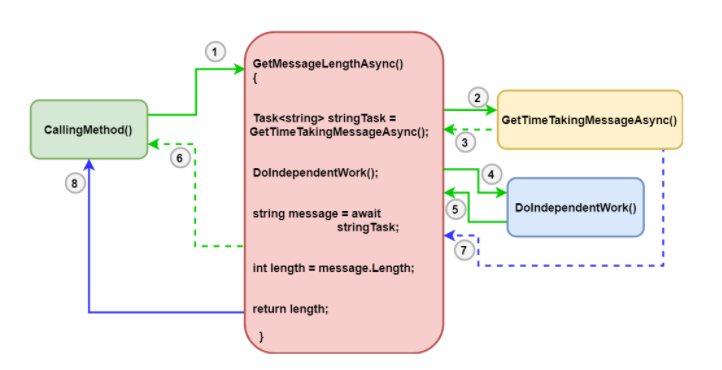 1
GetMessageLengthAsync()
{
2
Task<string> stringTask =
GetTimeTakingMessageAsync();
GetTimeTakingMessageAsync()
CallingMethod()
3
6
DoIndependentWork();
4
8
5
DoIndependentWork()
string message = await
stringTask;
7
int length = message.Length;
return length;
}